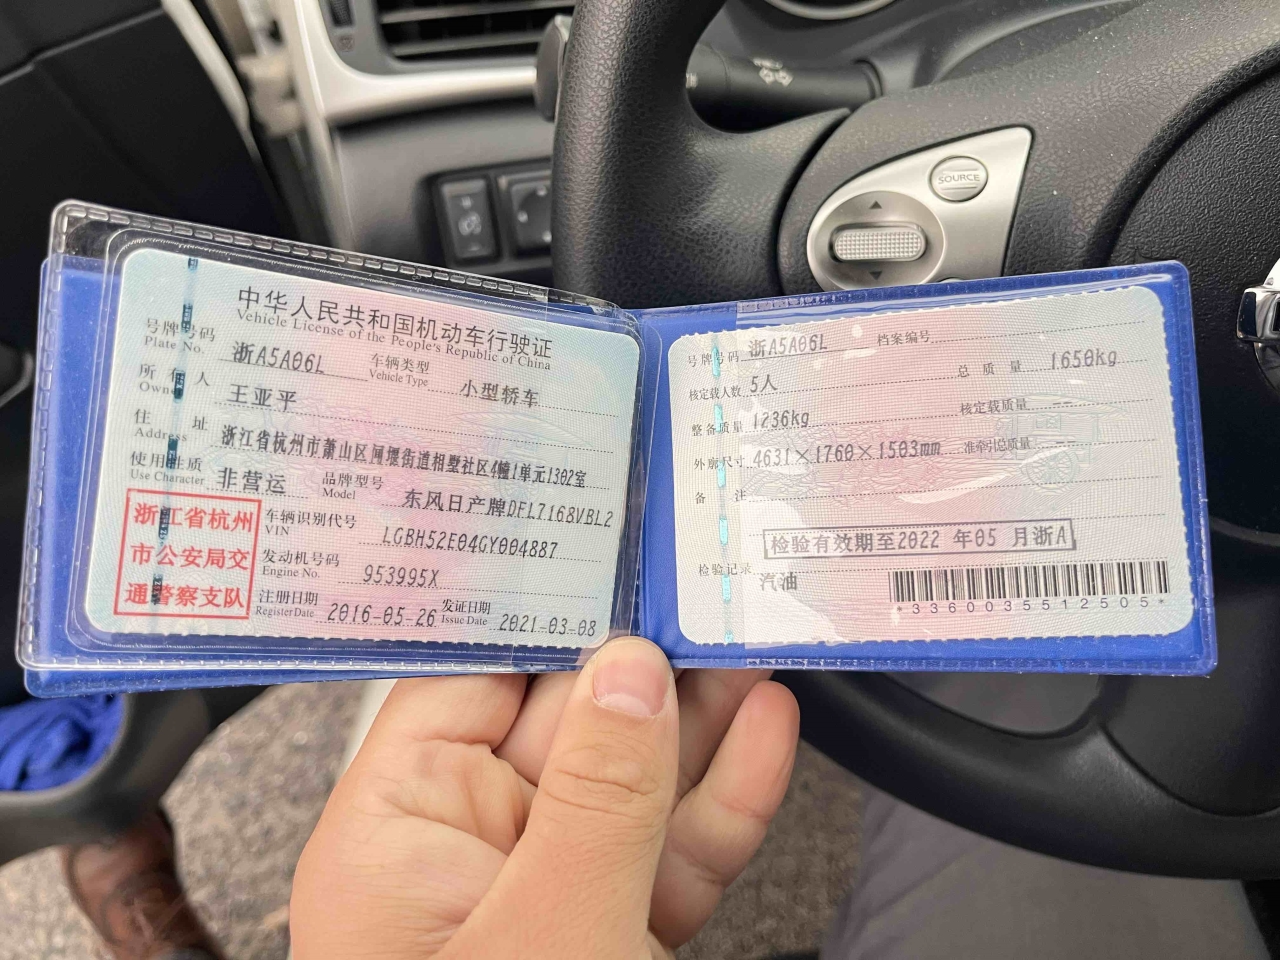 SOURCE
中华人民共和国机动车行驶证
Vehicle License of the People's Republic of China
号牌号码 浙A5A06L 车辆类型 小型轿车
Plate No. Vehicle Type
所有人 王亚平
Owner
住址 浙江省杭州市萧山区闻堰街道相墅社区4幢1单元1302室
Address
使用性质 非营运 品牌型号 东风日产牌DFL7168VBL2
Use Character Model
浙江省杭州
市公安局交
通警察支队
车辆识别代号 LGBH52E04GY004887
VIN
发动机号码 953995X
Engine No.
注册日期 2016-05-26 发证日期 2021-03-08
Register Date Issue Date
号牌号码 浙A5A06L 档案编号
核定载人数 5人 总质量 1650kg
整备质量 1236kg 核定载质量 --
外廓尺寸 4631×1760×1503mm 准牵引总质量 --
备注
检验有效期至2022 年05 月浙A
检验记录
汽油
*3360035512505*